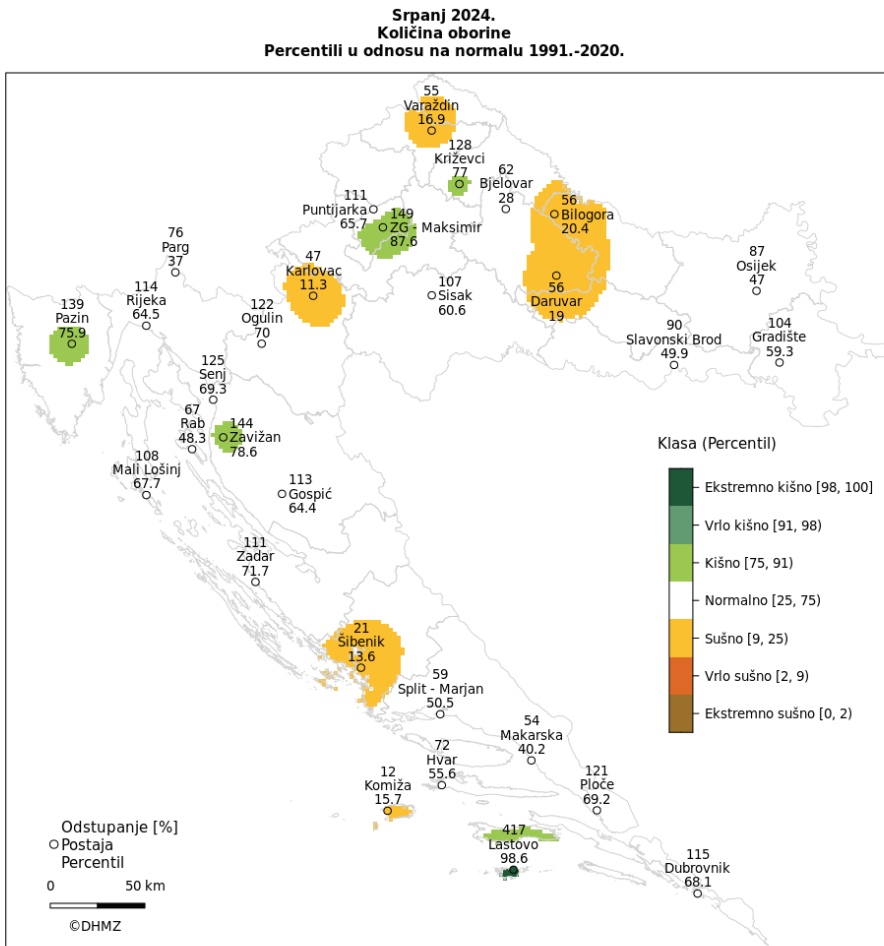 Srpanj 2024.
Količina oborine
Percentili u odnosu na normalu 1991.-2020.
55
Varaždin
16.9
128
Križevci
77
62
Bjelovar
28
56
Bilogora
20.4
111
Puntijarka
65.7
149
ZG - Maksimir
87.6
76
Parg
37
47
Karlovac
11.3
107
Sisak
60.6
56
Daruvar
19
87
Osijek
47
114
Rijeka
64.5
139
Pazin
75.9
122
Ogulin
70
90
Slavonski Brod
49.9
104
Gradište
59.3
125
Senj
69.3
67
Rab
48.3
144
Zavižan
78.6
108
Mali Lošinj
67.7
113
Gospić
64.4
111
Zadar
71.7
21
Šibenik
13.6
59
Split - Marjan
50.5
54
Makarska
40.2
72
Hvar
55.6
12
Komiža
15.7
121
Ploče
69.2
417
Lastovo
98.6
115
Dubrovnik
68.1
Klasa (Percentil)
Ekstremno kišno [98, 100]
Vrlo kišno [91, 98)
Kišno [75, 91)
Normalno [25, 75)
Sušno [9, 25)
Vrlo sušno [2, 9)
Ekstremno sušno [0, 2)
Odstupanje [%]
Postaja
Percentil
0 50 km
©DHMZ